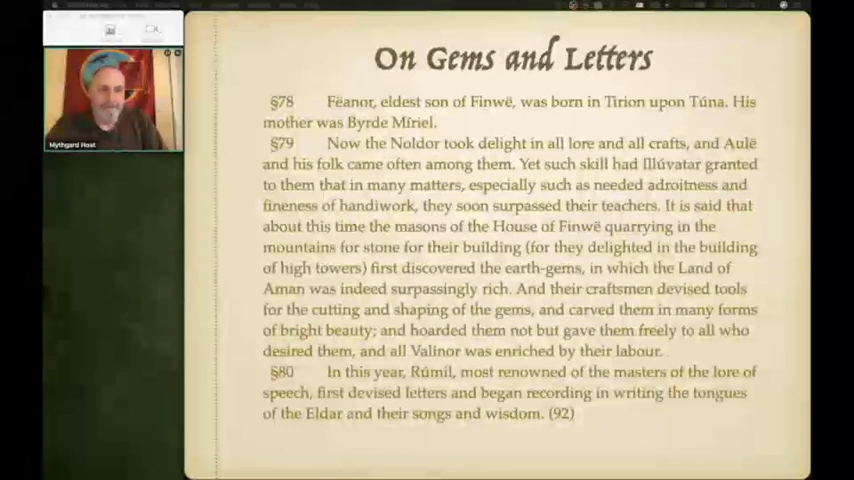 On Gems and Letters
§78 Fëanor, eldest son of Finwë, was born in Tirion upon Túna. His
mother was Byrde Míriel.
§79 Now the Noldor took delight in all lore and all crafts, and Aulë
and his folk came often among them. Yet such skill had Ilúvatar granted
to them that in many matters, especially such as needed adroitness and
fineness of handiwork, they soon surpassed their teachers. It is said that
about this time the masons of the House of Finwë quarrying in the
mountains for stone for their building (for they delighted in the building
of high towers) first discovered the earth-gems, in which the Land of
Aman was indeed surpassingly rich. And their craftsmen devised tools
for the cutting and shaping of the gems, and carved them in many forms
of bright beauty; and hoarded them not but gave them freely to all who
desired them, and all Valinor was enriched by their labour.
§80 In this year, Rúmil, most renowned of the masters of the lore of
speech, first devised letters and began recording in writing the tongues
of the Eldar and their songs and wisdom. (92)
Mythgard Host